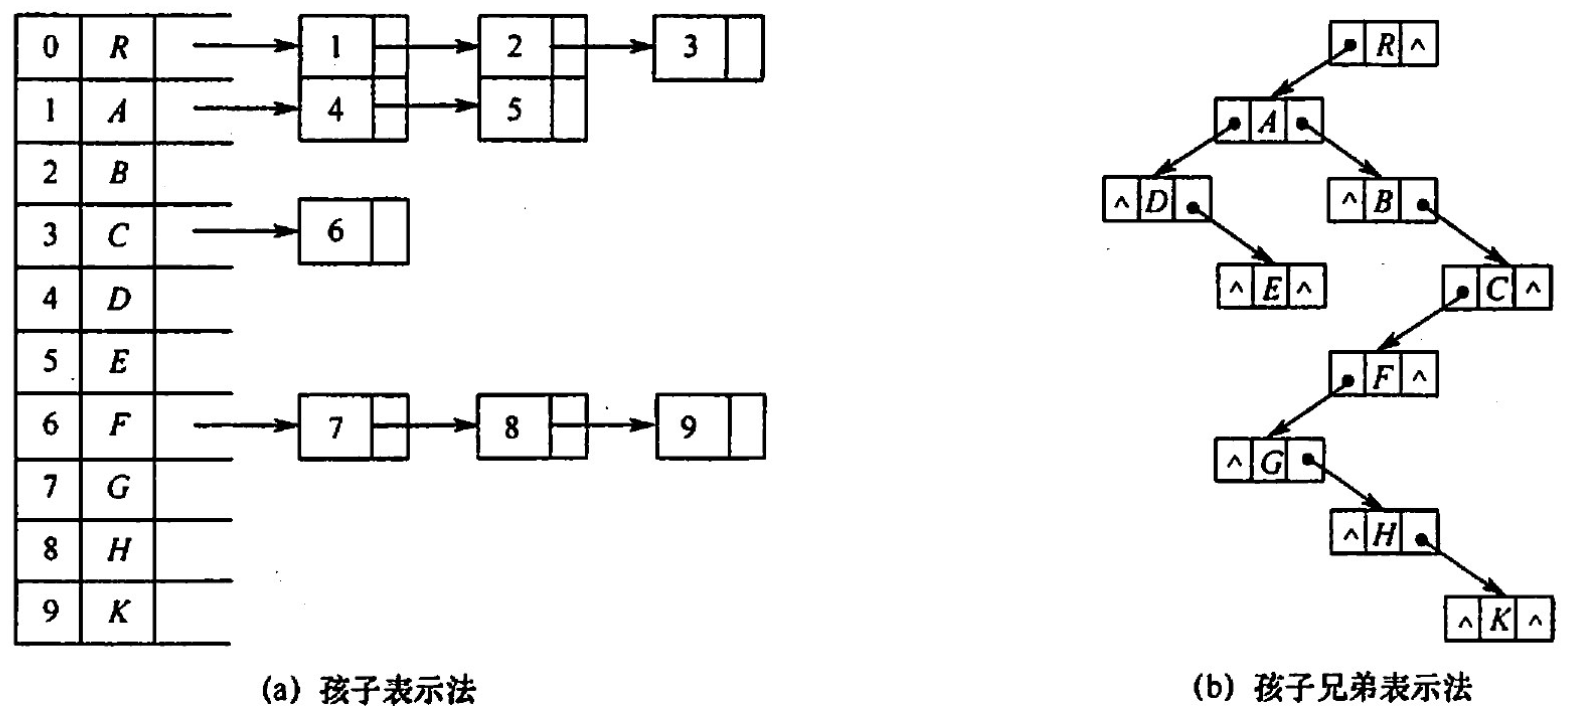 0 R 1 2 3
1 A 4 5
2 B
3 C 6
4 D
5 E
6 F 7 8 9
7 G
8 H
9 K
(a) 孩子表示法
R ^
A
D
^ B
^ E ^
C ^
F ^
^ G
^ H
^ K ^
(b) 孩子兄弟表示法